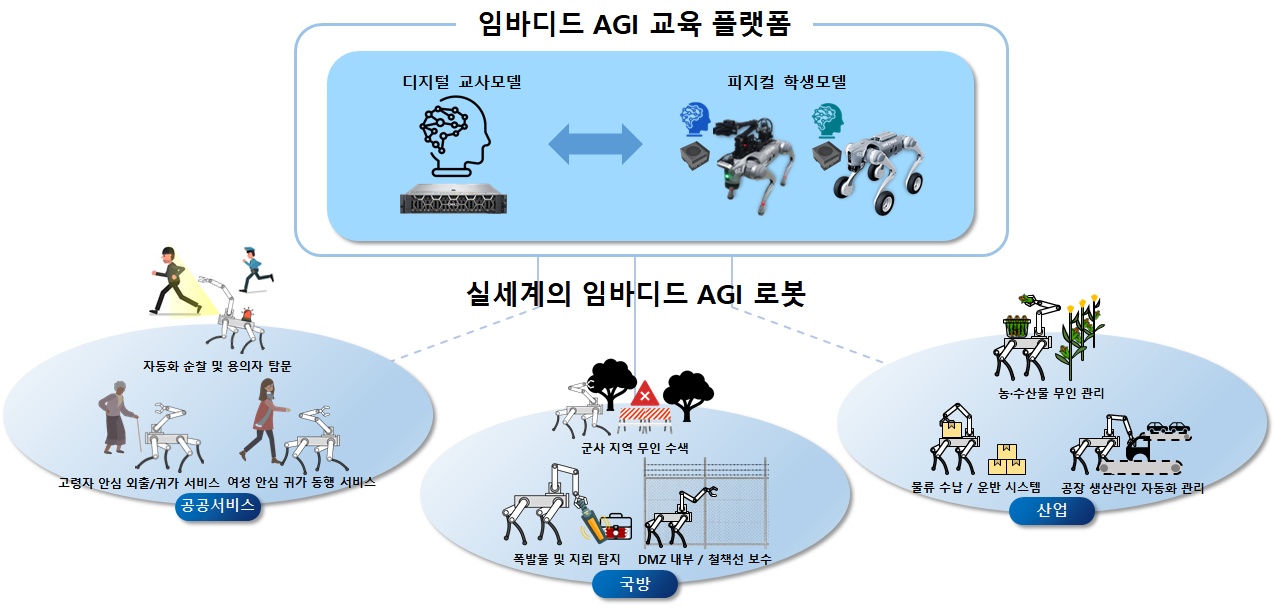 임바디드 AGI 교육 플랫폼
디지털 교사모델
피지컬 학생모델
실세계의 임바디드 AGI 로봇
자동화 순찰 및 용의자 탐문
고령자 안심 외출/귀가 서비스
여성 안심 귀가 동행 서비스
공공서비스
군사 지역 무인 수색
폭발물 및 지뢰 탐지
DMZ 내부 / 철책선 보수
국방
농·수산물 무인 관리
물류 수납 / 운반 시스템
공장 생산라인 자동화 관리
산업